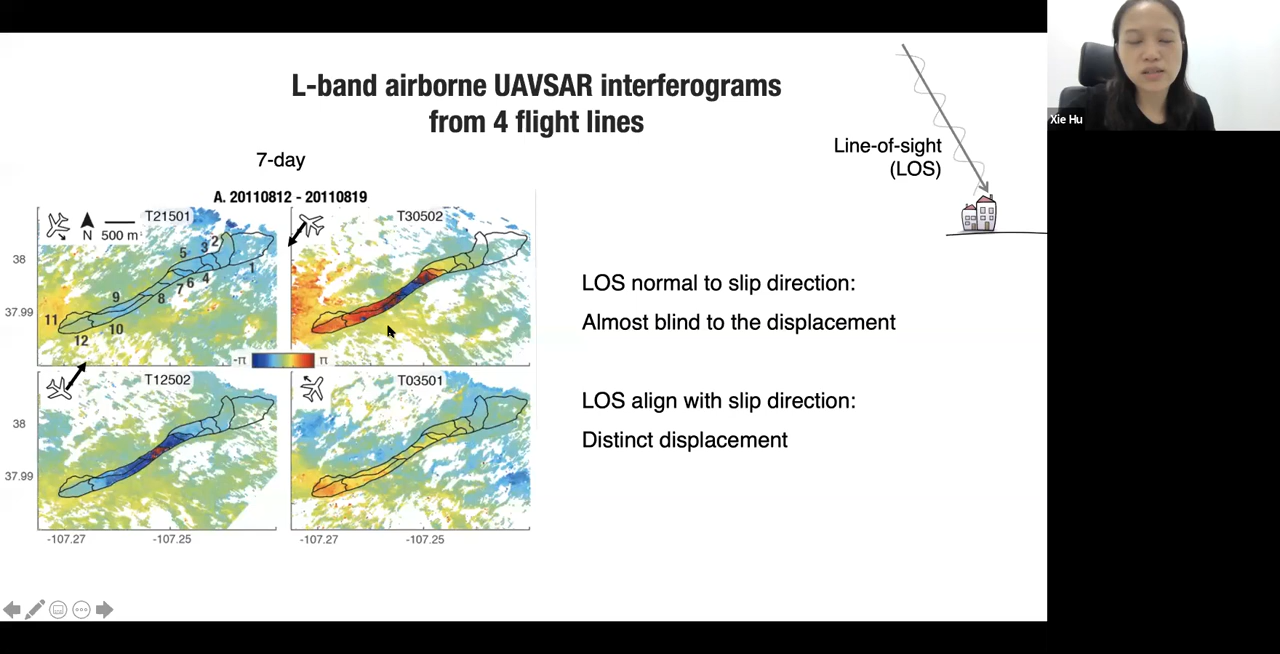 L-band airborne UAVSAR interferograms
from 4 flight lines
Xie Hu
Line-of-sight
(LOS)
7-day
A. 20110812 - 20110819
T21501
N 500 m
38
37.99
1
2
3
4
5
6
7
8
9
10
11
12
T30502
-π
π
T12502
38
37.99
-107.27
-107.25
T03501
-107.27
-107.25
LOS normal to slip direction:
Almost blind to the displacement
LOS align with slip direction:
Distinct displacement